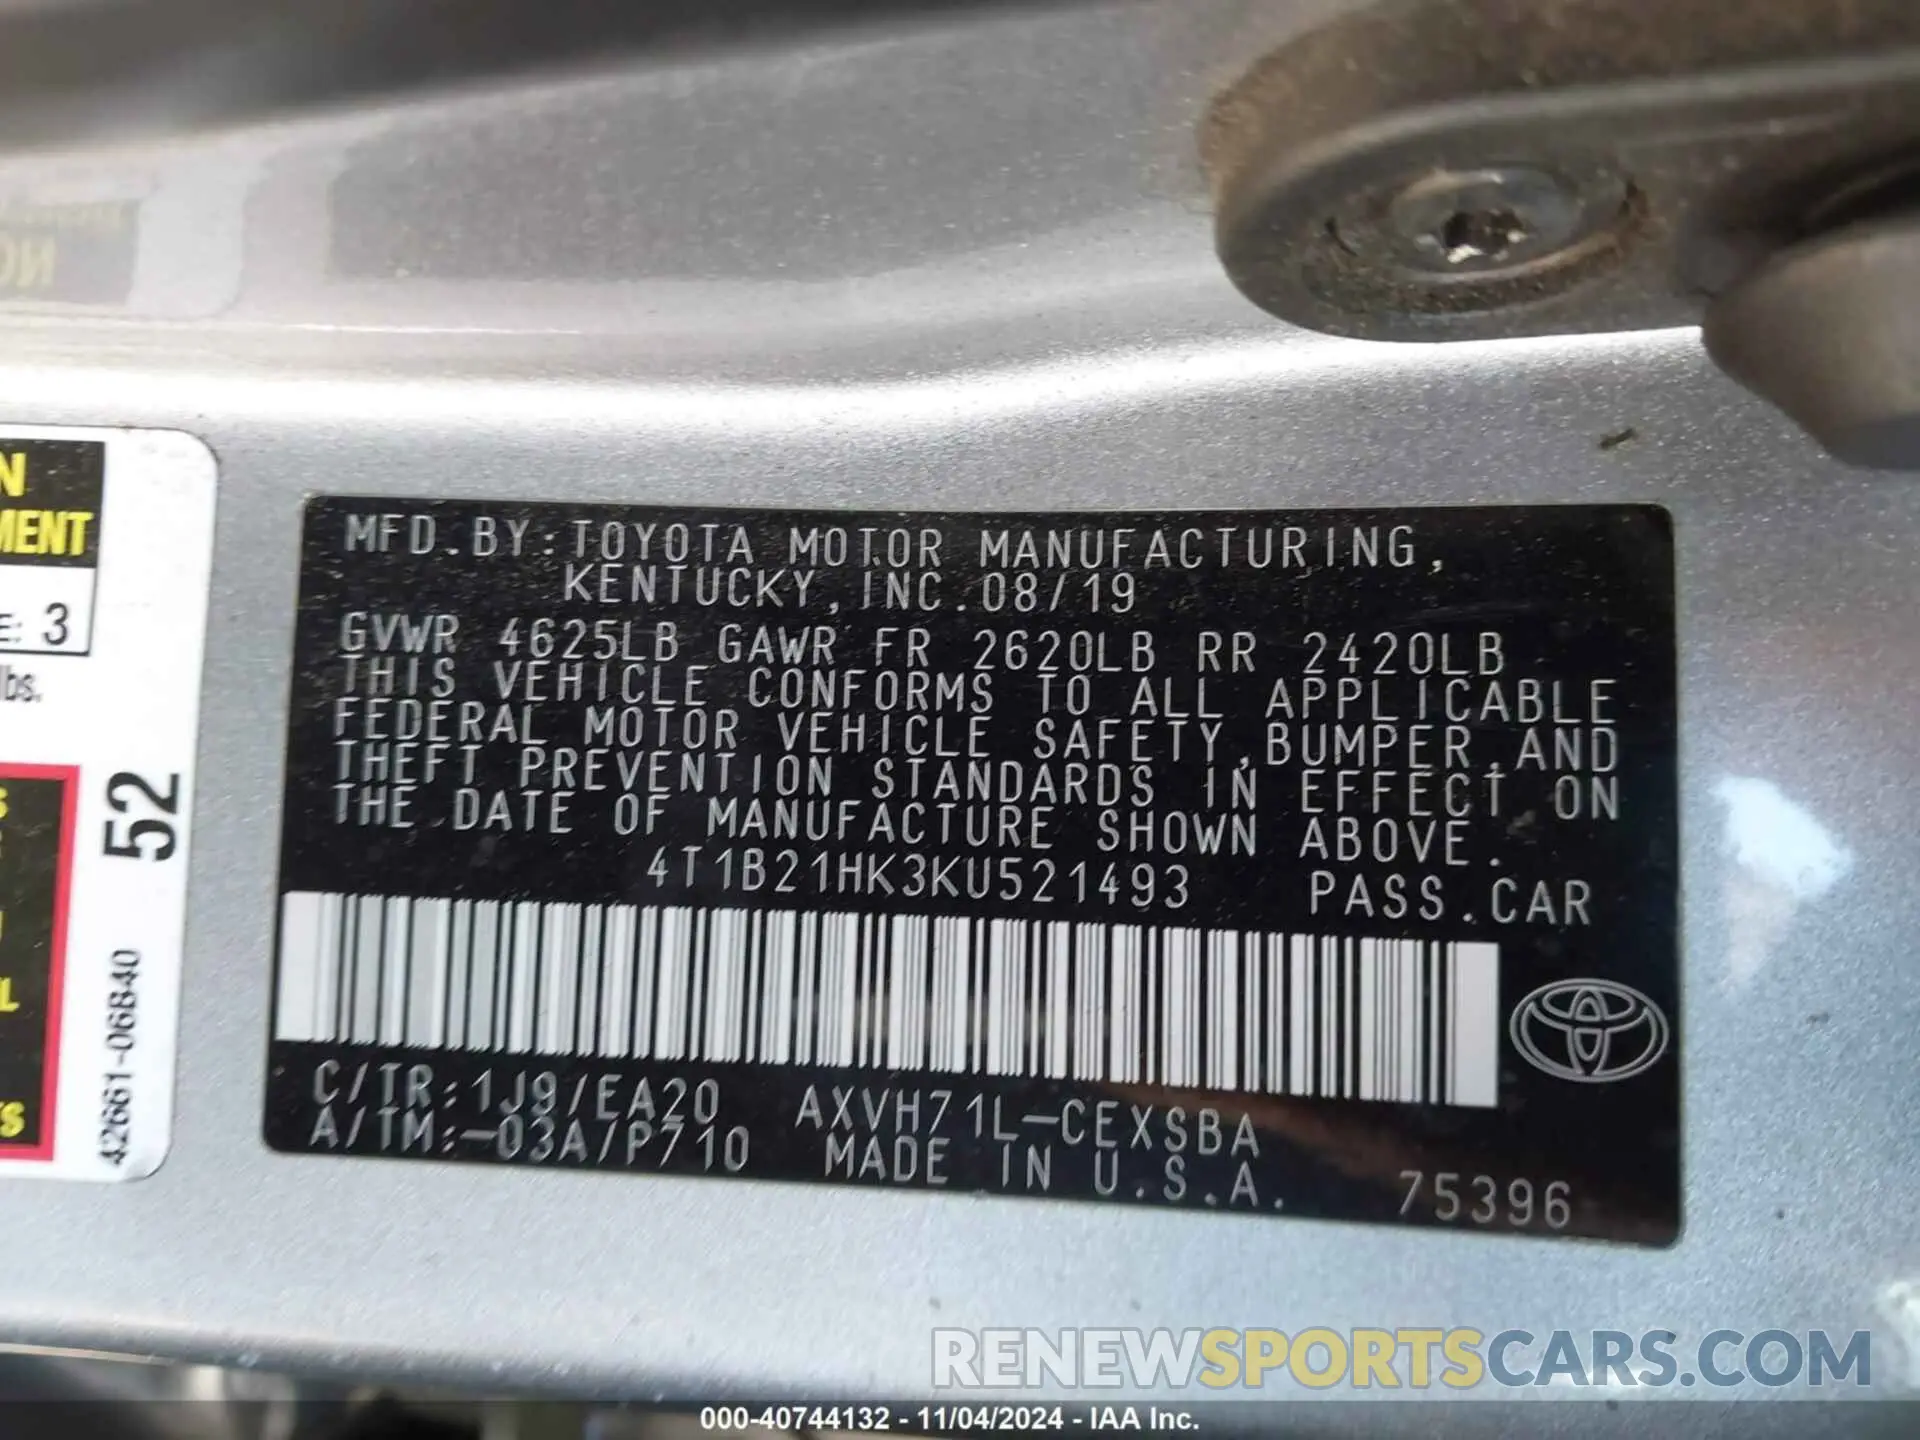 MFD.BY:TOYOTA MOTOR MANUFACTURING,
KENTUCKY,INC.08/19
GVWR 4625LB GAWR FR 2620LB RR 2420LB
THIS VEHICLE CONFORMS TO ALL APPLICABLE
FEDERAL MOTOR VEHICLE SAFETY,BUMPER,AND
THEFT PREVENTION STANDARDS IN EFFECT ON
THE DATE OF MANUFACTURE SHOWN ABOVE.
4T1B21HK3KU521493 PASS.CAR
C/TR:1J9/EA20 AXVH71L-CEXSBA
A/TM:-03A/P710 MADE IN U.S.A. 75396
E: 3
lbs.
52
42661-06B40
RENEWSPORTSCARS.COM
000-40744132 - 11/04/2024 - IAA Inc.